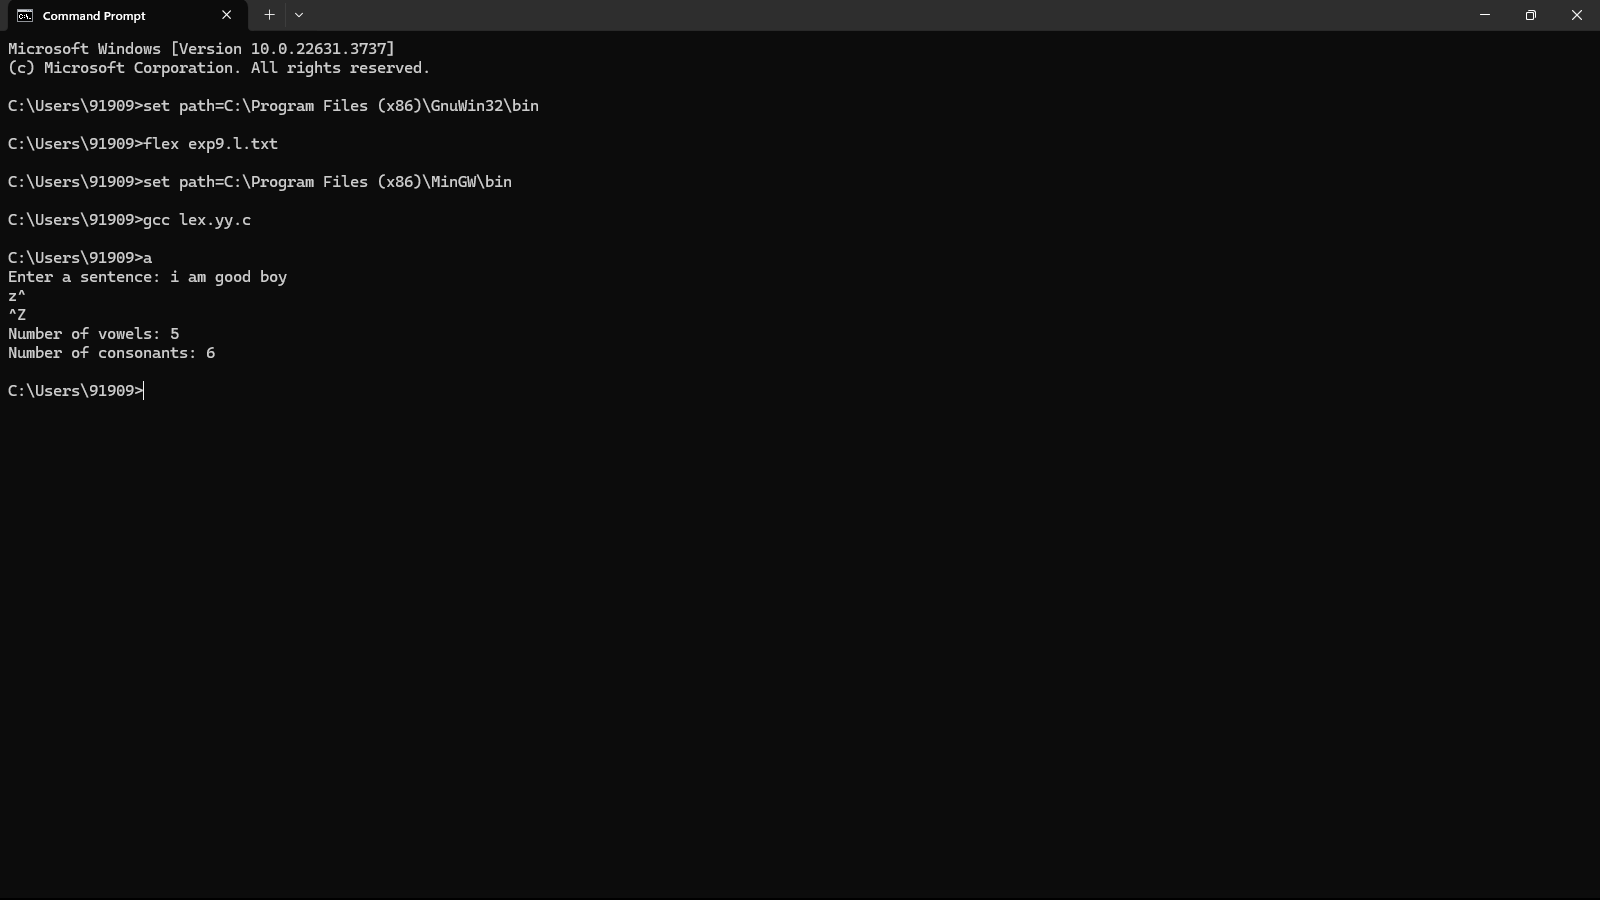 Command Prompt
Microsoft Windows [Version 10.0.22631.3737]
(c) Microsoft Corporation. All rights reserved.
C:\Users\91909>set path=C:\Program Files (x86)\GnuWin32\bin
C:\Users\91909>flex exp9.l.txt
C:\Users\91909>set path=C:\Program Files (x86)\MinGW\bin
C:\Users\91909>gcc lex.yy.c
C:\Users\91909>a
Enter a sentence: i am good boy
z^
^Z
Number of vowels: 5
Number of consonants: 6
C:\Users\91909>